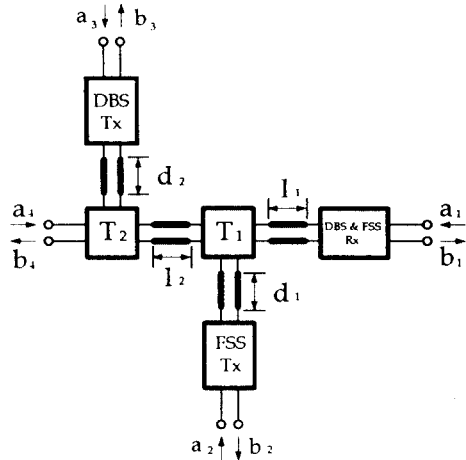 a₃ b₃
DBS
Tx
d₂
l₁
a₄
b₄
T₂
T₁
DBS & FSS
Rx
a₁
b₁
l₂
d₁
FSS
Tx
a₂ b₂